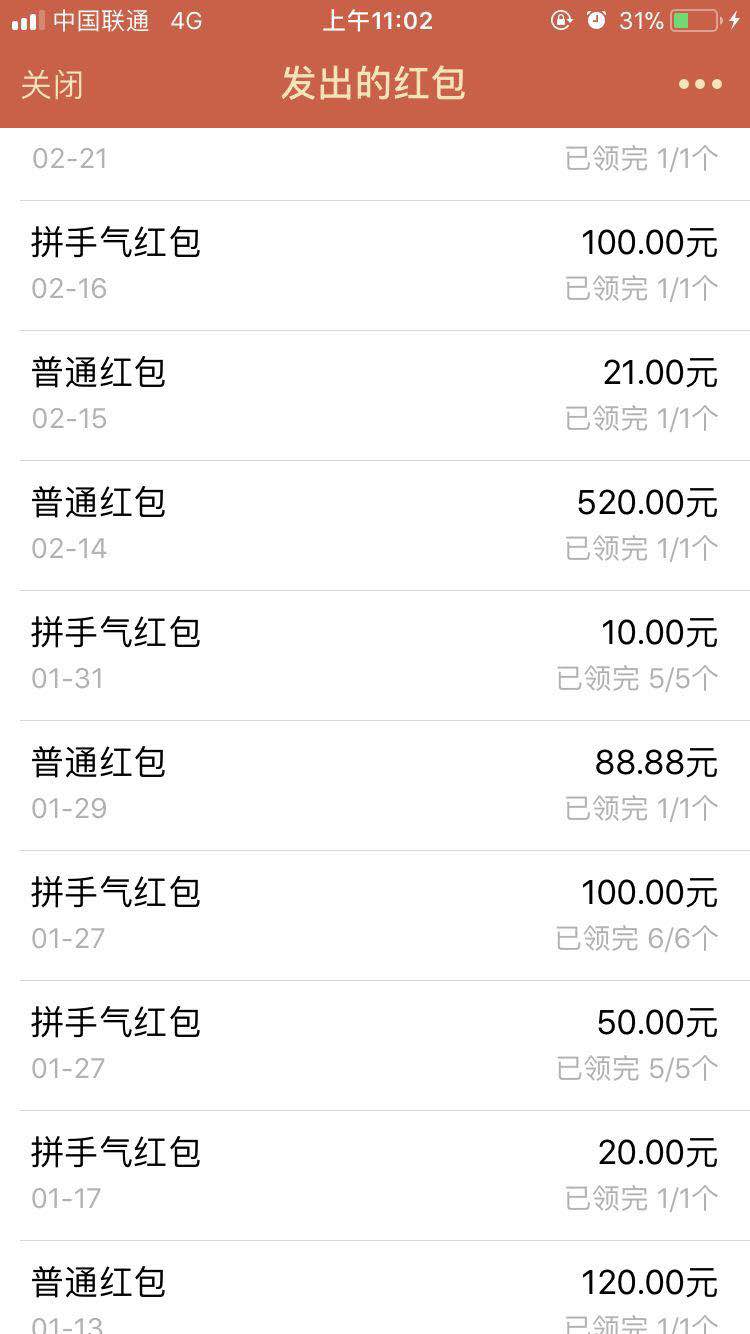 中国联通 4G 上午11:02 31%
关闭 发出的红包
02-21 已领完 1/1个
拼手气红包 100.00元
02-16 已领完 1/1个
普通红包 21.00元
02-15 已领完 1/1个
普通红包 520.00元
02-14 已领完 1/1个
拼手气红包 10.00元
01-31 已领完 5/5个
普通红包 88.88元
01-29 已领完 1/1个
拼手气红包 100.00元
01-27 已领完 6/6个
拼手气红包 50.00元
01-27 已领完 5/5个
拼手气红包 20.00元
01-17 已领完 1/1个
普通红包 120.00元
01-13 已领完 1/1个